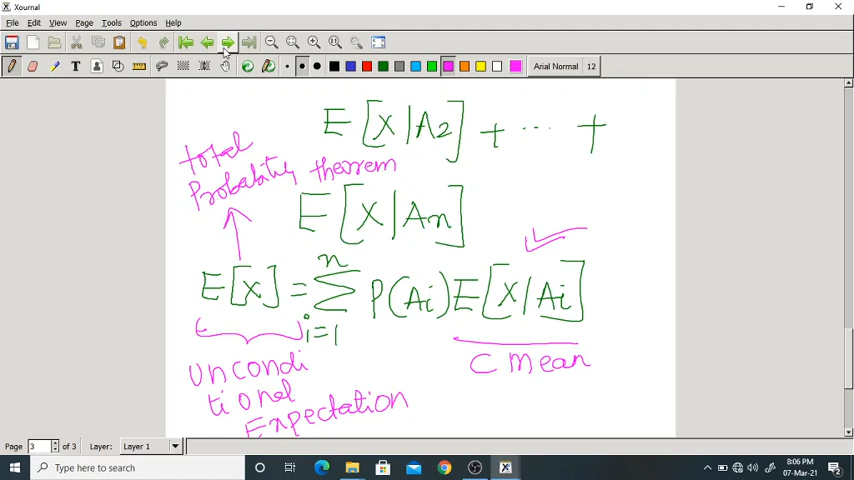 Xournal
File Edit View Page Tools Options Help
T Arial Normal 12
E[X|A2] + ... +
total
Probability theorem
E[X|An]
n
E[X] = Σ P(Ai) E[X/Ai]
i=1
C Mean
Uncondi
tional
Expectation
Page 3 of 3 Layer: Layer 1
Type here to search
8:06 PM
07-Mar-21
2